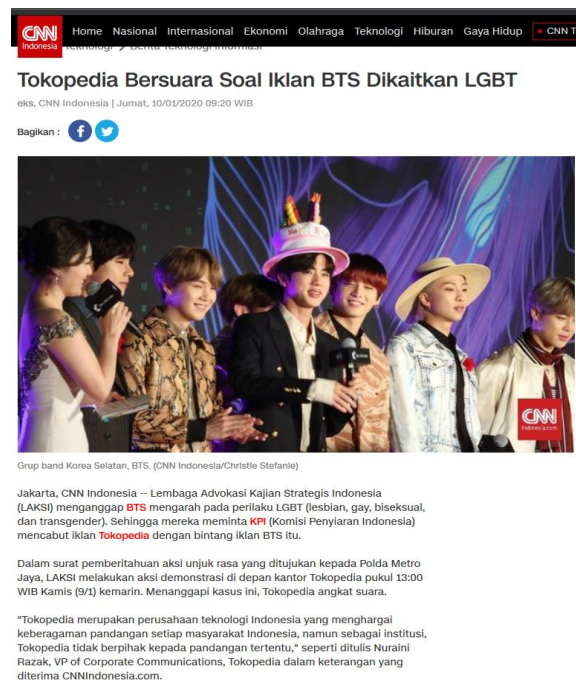 CNN
Indonesia
Home Nasional Internasional Ekonomi Olahraga Teknologi Hiburan Gaya Hidup • CNN T
Teknologi > Berita Teknologi Informasi
Tokopedia Bersuara Soal Iklan BTS Dikaitkan LGBT
eks, CNN Indonesia | Jumat, 10/01/2020 09:20 WIB
Bagikan :
CNN
Indonesia.com
Grup band Korea Selatan, BTS. (CNN Indonesia/Christie Stefanie)
Jakarta, CNN Indonesia -- Lembaga Advokasi Kajian Strategis Indonesia
(LAKSI) menganggap BTS mengarah pada perilaku LGBT (lesbian, gay, biseksual,
dan transgender). Sehingga mereka meminta KPI (Komisi Penyiaran Indonesia)
mencabut iklan Tokopedia dengan bintang iklan BTS itu.
Dalam surat pemberitahuan aksi unjuk rasa yang ditujukan kepada Polda Metro
Jaya, LAKSI melakukan aksi demonstrasi di depan kantor Tokopedia pukul 13:00
WIB Kamis (9/1) kemarin. Menanggapi kasus ini, Tokopedia angkat suara.
"Tokopedia merupakan perusahaan teknologi Indonesia yang menghargai
keberagaman pandangan setiap masyarakat Indonesia, namun sebagai institusi,
Tokopedia tidak berpihak kepada pandangan tertentu," seperti ditulis Nuraini
Razak, VP of Corporate Communications, Tokopedia dalam keterangan yang
diterima CNNIndonesia.com.